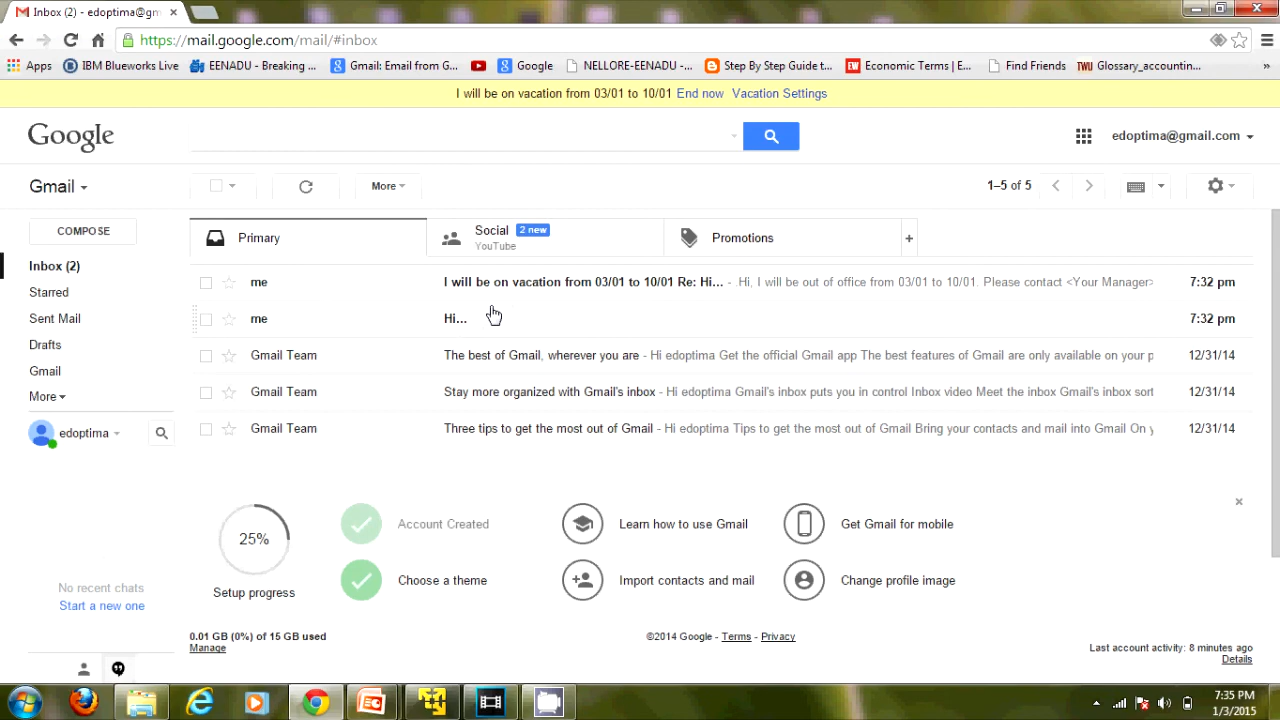 Inbox (2) - edoptima@gm
https://mail.google.com/mail/#inbox
Apps IBM Blueworks Live EENADU - Breaking ... Gmail: Email from G... Google NELLORE-EENADU -... Step By Step Guide t... EW Economic Terms | E... Find Friends TWU Glossary_accountin... »
I will be on vacation from 03/01 to 10/01 End now Vacation Settings
Google
edoptima@gmail.com
Gmail
More
1–5 of 5
COMPOSE
Primary
Social 2 new
YouTube
Promotions
+
Inbox (2)
Starred
Sent Mail
Drafts
Gmail
More
edoptima
me I will be on vacation from 03/01 to 10/01 Re: Hi... - .Hi, I will be out of office from 03/01 to 10/01. Please contact <Your Manager> 7:32 pm
me Hi... 7:32 pm
Gmail Team The best of Gmail, wherever you are - Hi edoptima Get the official Gmail app The best features of Gmail are only available on your p 12/31/14
Gmail Team Stay more organized with Gmail's inbox - Hi edoptima Gmail's inbox puts you in control Inbox video Meet the inbox Gmail's inbox sort 12/31/14
Gmail Team Three tips to get the most out of Gmail - Hi edoptima Tips to get the most out of Gmail Bring your contacts and mail into Gmail On y 12/31/14
25%
Setup progress
Account Created
Learn how to use Gmail
Get Gmail for mobile
Choose a theme
Import contacts and mail
Change profile image
No recent chats
Start a new one
0.01 GB (0%) of 15 GB used
Manage
©2014 Google - Terms - Privacy
Last account activity: 8 minutes ago
Details
7:35 PM
1/3/2015